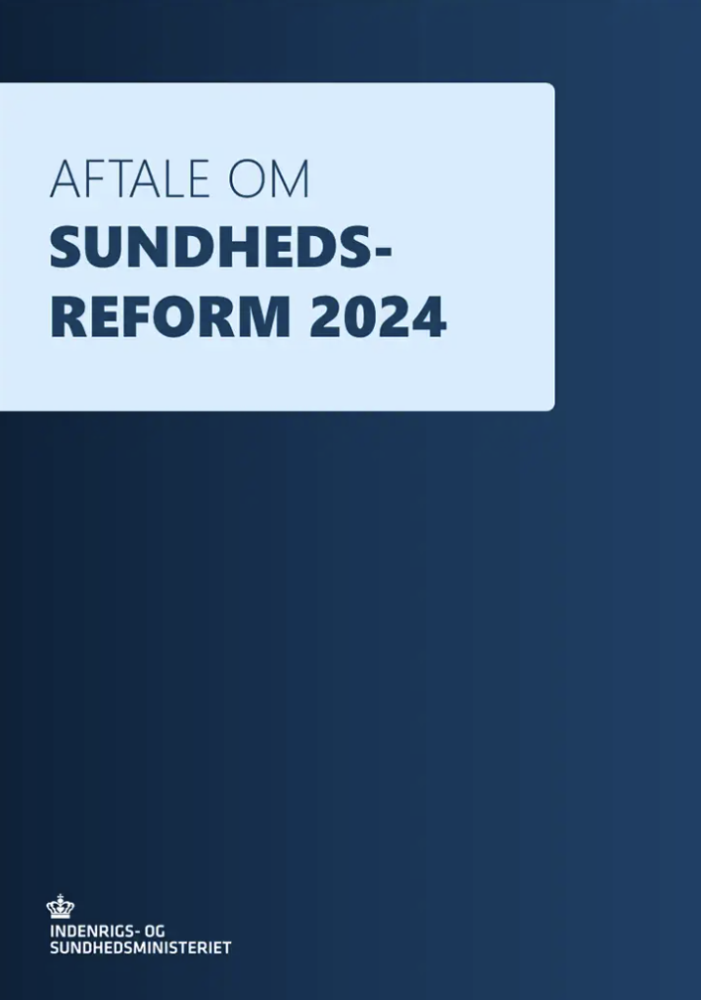 AFTALE OM
SUNDHEDS-
REFORM 2024
INDENRIGS- OG
SUNDHEDSMINISTERIET